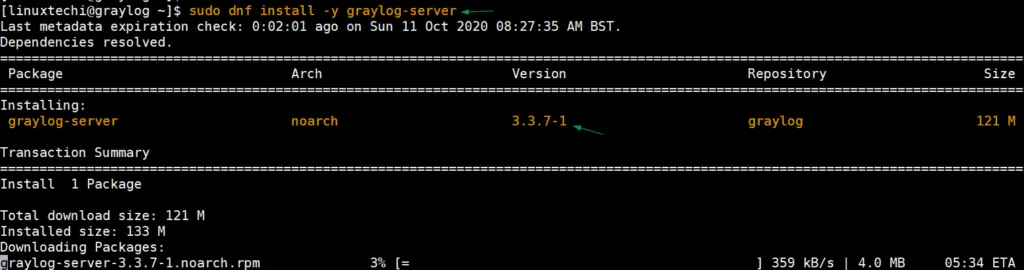 [linuxtechi@graylog ~]$ sudo dnf install -y graylog-server
Last metadata expiration check: 0:02:01 ago on Sun 11 Oct 2020 08:27:35 AM BST.
Dependencies resolved.
================================================================================
Package Arch Version Repository Size
================================================================================
Installing:
graylog-server noarch 3.3.7-1 graylog 121 M
Transaction Summary
================================================================================
Install 1 Package
Total download size: 121 M
Installed size: 133 M
Downloading Packages:
graylog-server-3.3.7-1.noarch.rpm 3% [= ] 359 kB/s | 4.0 MB 05:34 ETA